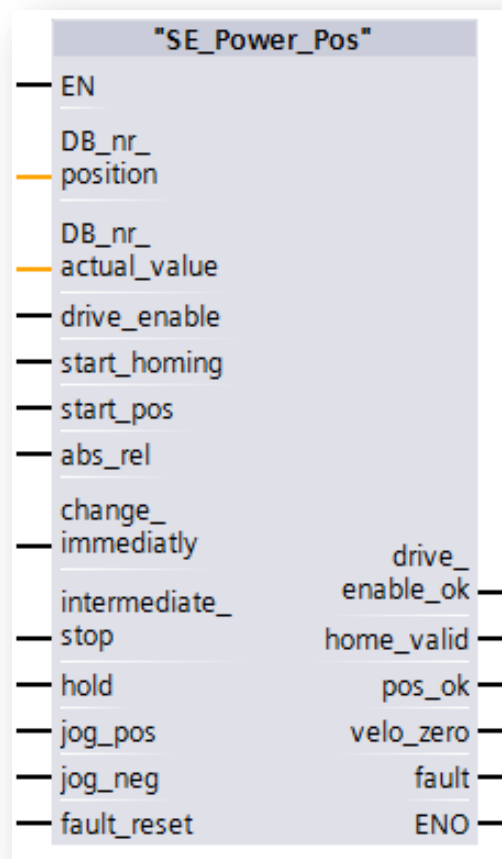 "SE_Power_Pos"
EN
DB_nr_
position
DB_nr_
actual_value
drive_enable
start_homing
start_pos
abs_rel
change_
immediatly
intermediate_
stop
hold
jog_pos
jog_neg
fault_reset
drive_
enable_ok
home_valid
pos_ok
velo_zero
fault
ENO